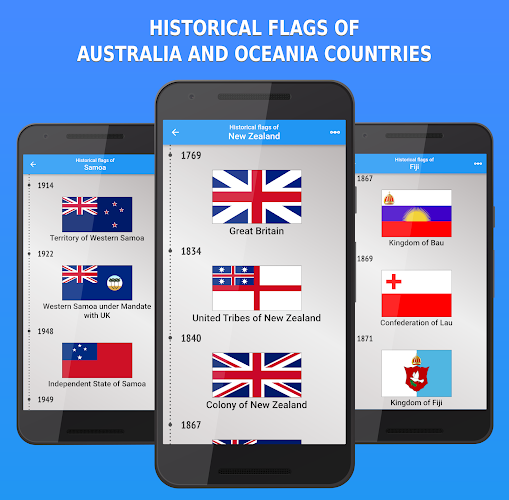 HISTORICAL FLAGS OF
AUSTRALIA AND OCEANIA COUNTRIES
Historical flags of
Samoa
1914
Territory of Western Samoa
1922
Western Samoa under Mandate
with UK
1948
Independent State of Samoa
1949
Historical flags of
New Zealand
1769
Great Britain
1834
United Tribes of New Zealand
1840
Colony of New Zealand
1867
Historical flags of
Fiji
1867
Kingdom of Bau
1869
Confederation of Lau
1871
Kingdom of Fiji